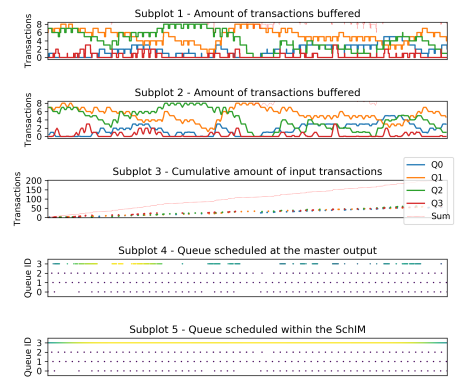 Subplot 1 - Amount of transactions buffered
Transactions
8
6
4
2
0
Subplot 2 - Amount of transactions buffered
Transactions
8
6
4
2
0
Subplot 3 - Cumulative amount of input transactions
Transactions
200
150
100
50
0
Q0
Q1
Q2
Q3
Sum
Subplot 4 - Queue scheduled at the master output
Queue ID
3
2
1
0
Subplot 5 - Queue scheduled within the SchIM
Queue ID
3
2
1
0